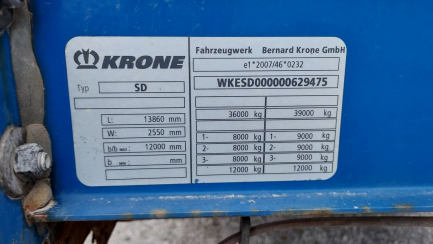 KRONE
Fahrzeugwerk Bernard Krone GmbH
e1*2007/46*0232
Typ SD
WKESD000000629475
L: 13860 mm
W: 2550 mm
b/b max: 12000 mm
b min: mm
36000 kg 39000 kg
1- 8000 kg 1- 9000 kg
2- 8000 kg 2- 9000 kg
3- 8000 kg 3- 9000 kg
12000 kg 12000 kg